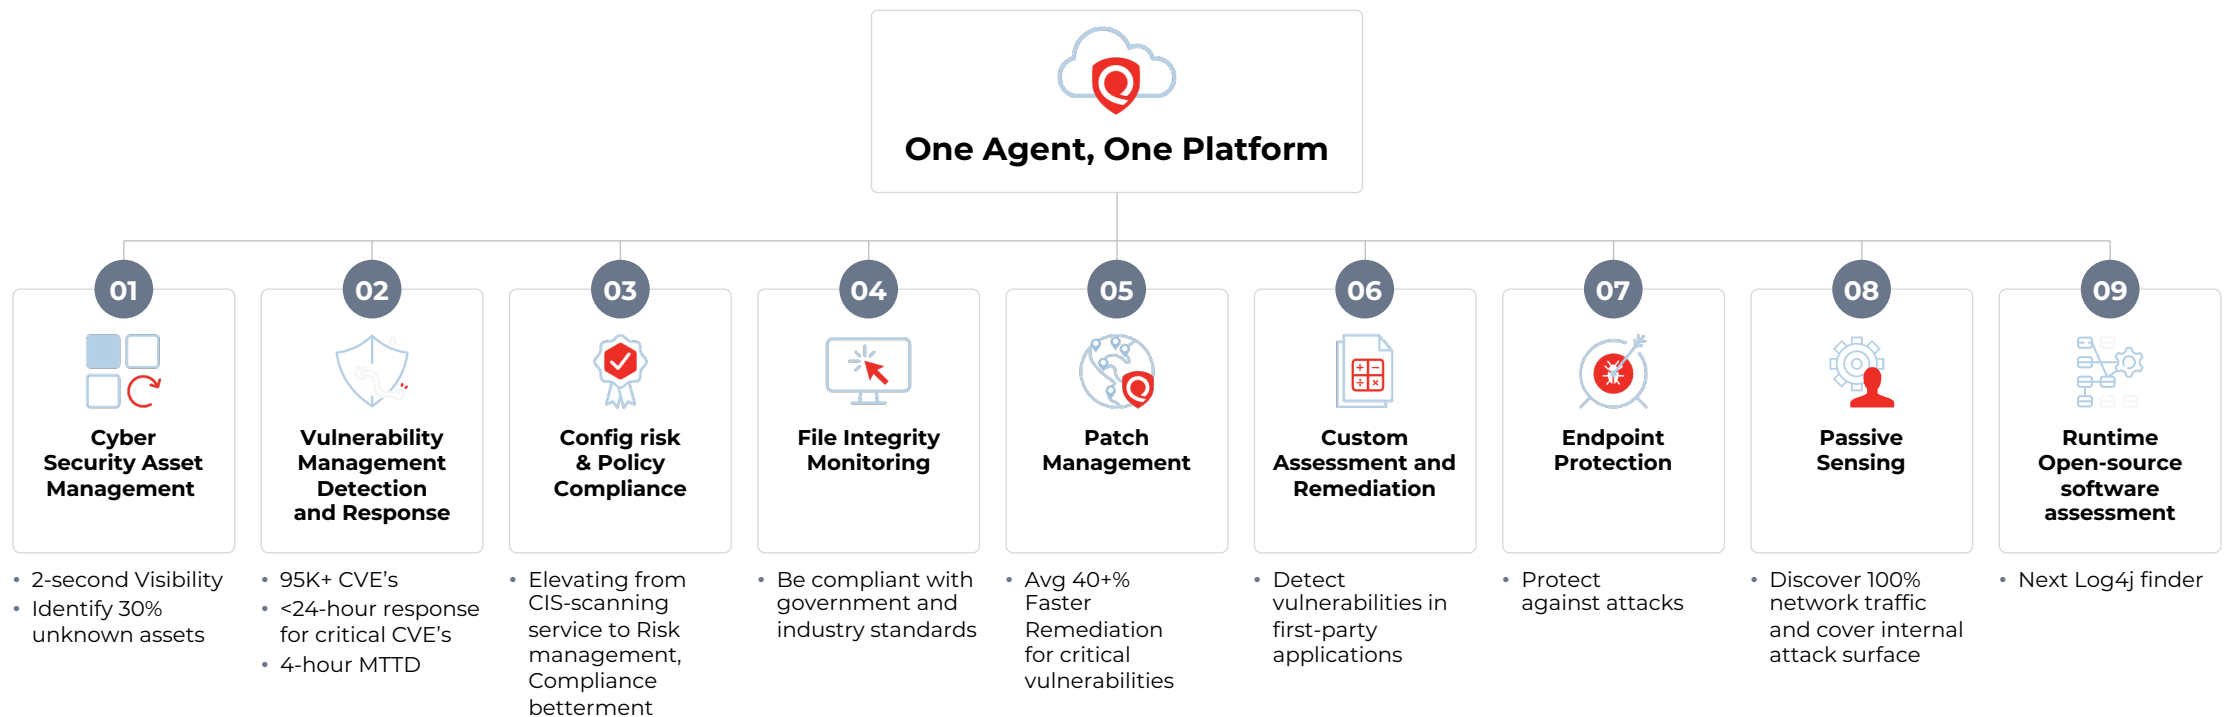 One Agent, One Platform
01
Cyber
Security Asset
Management
• 2-second Visibility
• Identify 30%
unknown assets
02
Vulnerability
Management
Detection
and Response
• 95K+ CVE’s
• <24-hour response
for critical CVE’s
• 4-hour MTTD
03
Config risk
& Policy
Compliance
• Elevating from
CIS-scanning
service to Risk
management,
Compliance
betterment
04
File Integrity
Monitoring
• Be compliant with
government and
industry standards
05
Patch
Management
• Avg 40+%
Faster
Remediation
for critical
vulnerabilities
06
Custom
Assessment and
Remediation
• Detect
vulnerabilities in
first-party
applications
07
Endpoint
Protection
• Protect
against attacks
08
Passive
Sensing
• Discover 100%
network traffic
and cover internal
attack surface
09
Runtime
Open-source
software
assessment
• Next Log4j finder